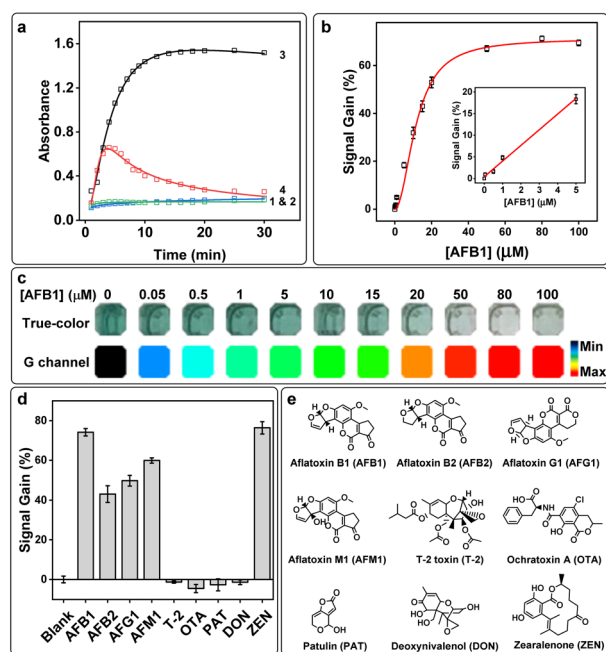 a
Absorbance
1.6
1.2
0.8
0.4
0.0
0 10 20 30
Time (min)
3
4
1 & 2
b
Signal Gain (%)
60
40
20
0
0 20 40 60 80 100
[AFB1] (μM)
Signal Gain (%)
20
15
10
5
0
0 1 2 3 4 5
[AFB1] (μM)
c
[AFB1] (μM) 0 0.05 0.5 1 5 10 15 20 50 80 100
True-color
G channel
Min
Max
d
Signal Gain (%)
80
60
40
20
0
Blank AFB1 AFB2 AFG1 AFM1 T-2 OTA PAT DON ZEN
e
Aflatoxin B1 (AFB1) Aflatoxin B2 (AFB2) Aflatoxin G1 (AFG1)
Aflatoxin M1 (AFM1) T-2 toxin (T-2) Ochratoxin A (OTA)
Patulin (PAT) Deoxynivalenol (DON) Zearalenone (ZEN)